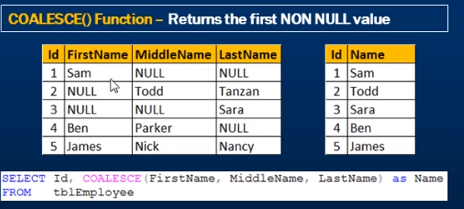 COALESCE() Function – Returns the first NON NULL value
Id FirstName MiddleName LastName
1 Sam NULL NULL
2 NULL Todd Tanzan
3 NULL NULL Sara
4 Ben Parker NULL
5 James Nick Nancy
Id Name
1 Sam
2 Todd
3 Sara
4 Ben
5 James
SELECT Id, COALESCE(FirstName, MiddleName, LastName) as Name
FROM tblEmployee